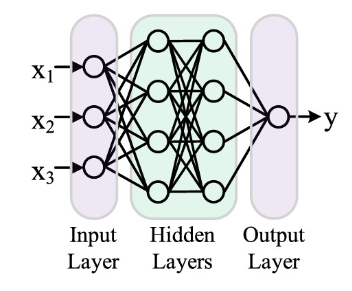 x₁
x₂
x₃
y
Input
Layer
Hidden
Layers
Output
Layer